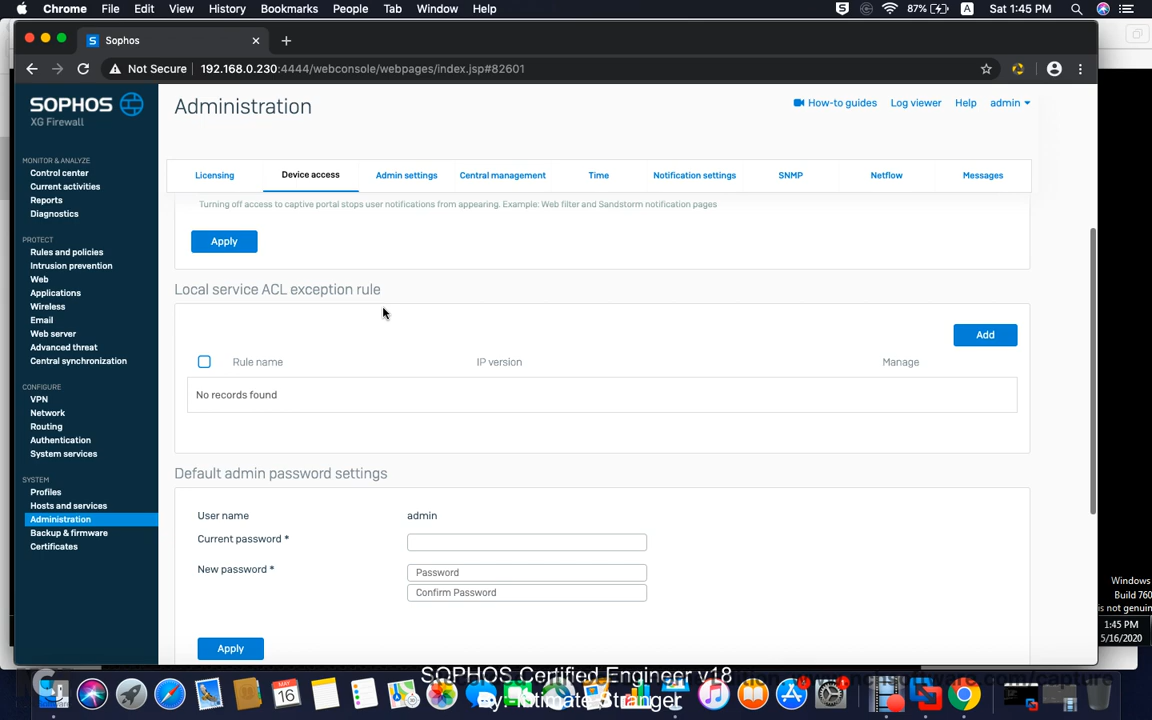 Chrome File Edit View History Bookmarks People Tab Window Help 87% A Sat 1:45 PM
S Sophos
Not Secure 192.168.0.230:4444/webconsole/webpages/index.jsp#82601
SOPHOS
XG Firewall
Administration
How-to guides Log viewer Help admin
MONITOR & ANALYZE
Control center
Current activities
Reports
Diagnostics
PROTECT
Rules and policies
Intrusion prevention
Web
Applications
Wireless
Email
Web server
Advanced threat
Central synchronization
CONFIGURE
VPN
Network
Routing
Authentication
System services
SYSTEM
Profiles
Hosts and services
Administration
Backup & firmware
Certificates
Licensing Device access Admin settings Central management Time Notification settings SNMP Netflow Messages
Turning off access to captive portal stops user notifications from appearing. Example: Web filter and Sandstorm notification pages
Apply
Local service ACL exception rule
Add
Rule name IP version Manage
No records found
Default admin password settings
User name admin
Current password *
New password * Password
Confirm Password
Apply
Windows
Build 760
is not genuin
1:45 PM
5/16/2020
SOPHOS Certified Engineer v18